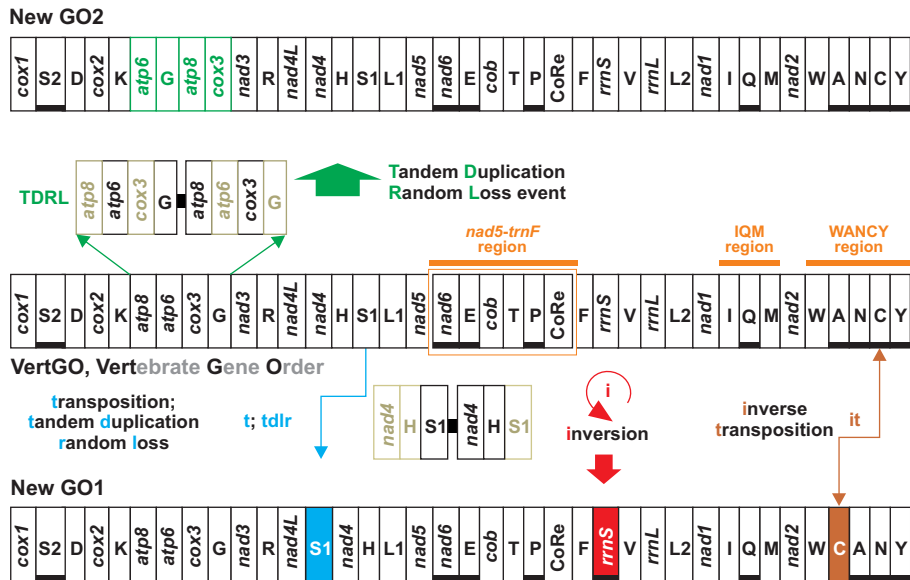 New GO2
cox1 S2 D cox2 K atp6 G atp8 cox3 nad3 R nad4L nad4 H S1 L1 nad5 nad6 E cob T P CoRe F rrnS V rrnL L2 nad1 I Q M nad2 W A N C Y
TDRL
atp8 atp6 cox3 G atp8 atp6 cox3 G
Tandem Duplication
Random Loss event
nad5-trnF
region
IQM
region
WANCY
region
cox1 S2 D cox2 K atp8 atp6 cox3 G nad3 R nad4L nad4 H S1 L1 nad5 nad6 E cob T P CoRe F rrnS V rrnL L2 nad1 I Q M nad2 W A N C Y
VertGO, Vertebrate Gene Order
transposition;
tandem duplication
random loss
t; tdlr
nad4 H S1 nad4 H S1
i
inversion
inverse
transposition
it
New GO1
cox1 S2 D cox2 K atp8 atp6 cox3 G nad3 R nad4L S1 nad4 H L1 nad5 nad6 E cob T P CoRe F rrnS V rrnL L2 nad1 I Q M nad2 W C A N Y